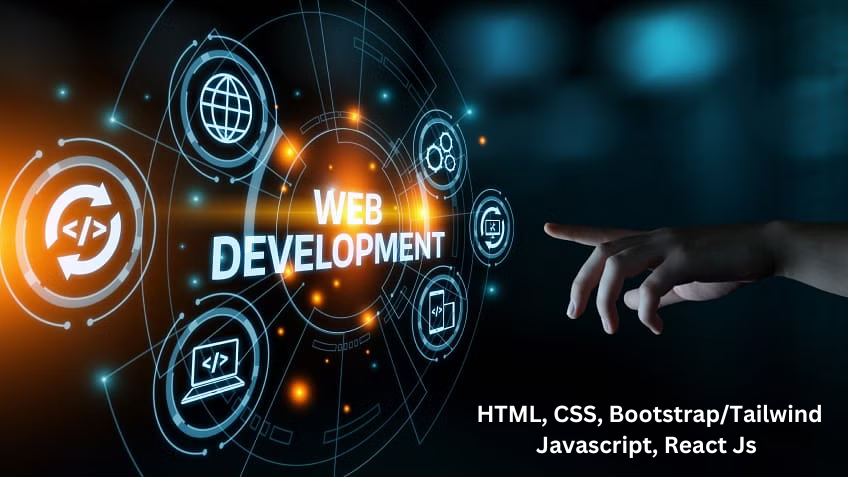 WEB
DEVELOPMENT
</>
</>
</>
HTML, CSS, Bootstrap/Tailwind
Javascript, React Js